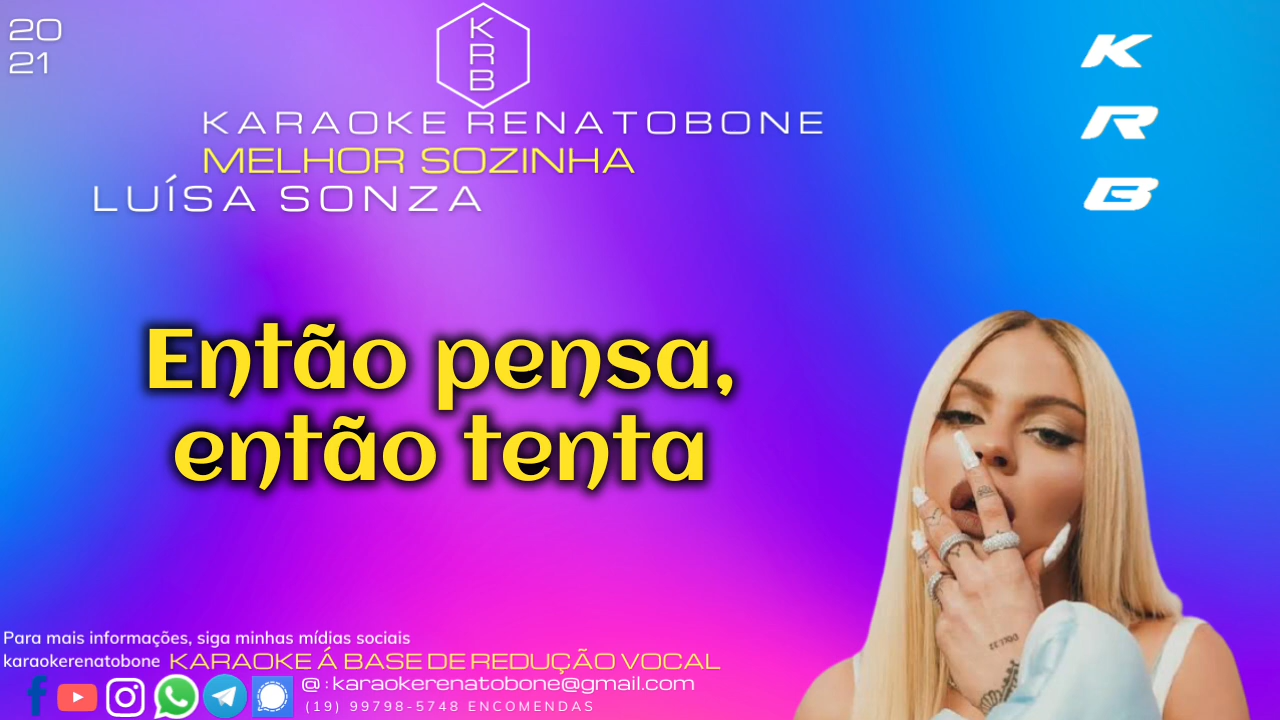 20
21
K
R
B
KARAOKE RENATOBONE
MELHOR SOZINHA
LUÍSA SONZA
K
R
B
Então pensa,
então tenta
Para mais informações, siga minhas mídias sociais
karaokerenatobone KARAOKE Á BASE DE REDUÇÃO VOCAL
@ : karaokerenatobone@gmail.com
(19) 99798-5748 ENCOMENDAS